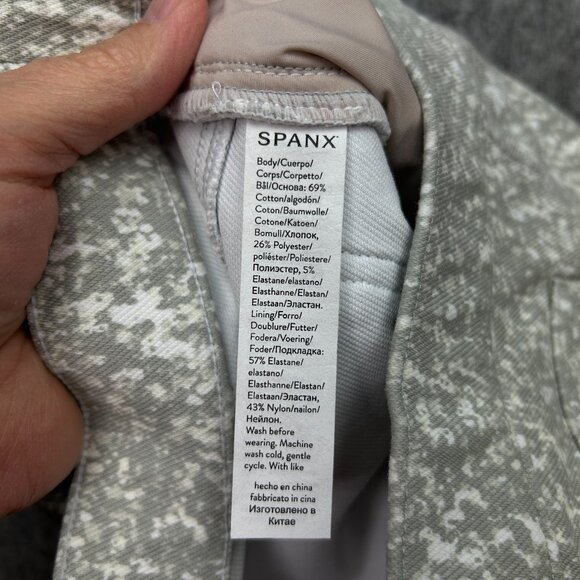 SPANX
Body/Cuerpo/
Corps/Corpetto/
Bål/Основа: 69%
Cotton/algodón/
Coton/Baumwolle/
Cotone/Katoen/
Bomull/Хлопок,
26% Polyester/
poliéster/Poliestere/
Полиэстер, 5%
Elastane/elastano/
Elasthanne/Elastan/
Elastaan/Эластан.
Lining/Forro/
Doublure/Futter/
Fodera/Voering/
Foder/Подкладка:
57% Elastane/
elastano/
Elasthanne/Elastan/
Elastaan/Эластан,
43% Nylon/nailon/
Нейлон.
Wash before
wearing. Machine
wash cold, gentle
cycle. With like
hecho en china
fabbricato in cina
Изготовлено в
Китае